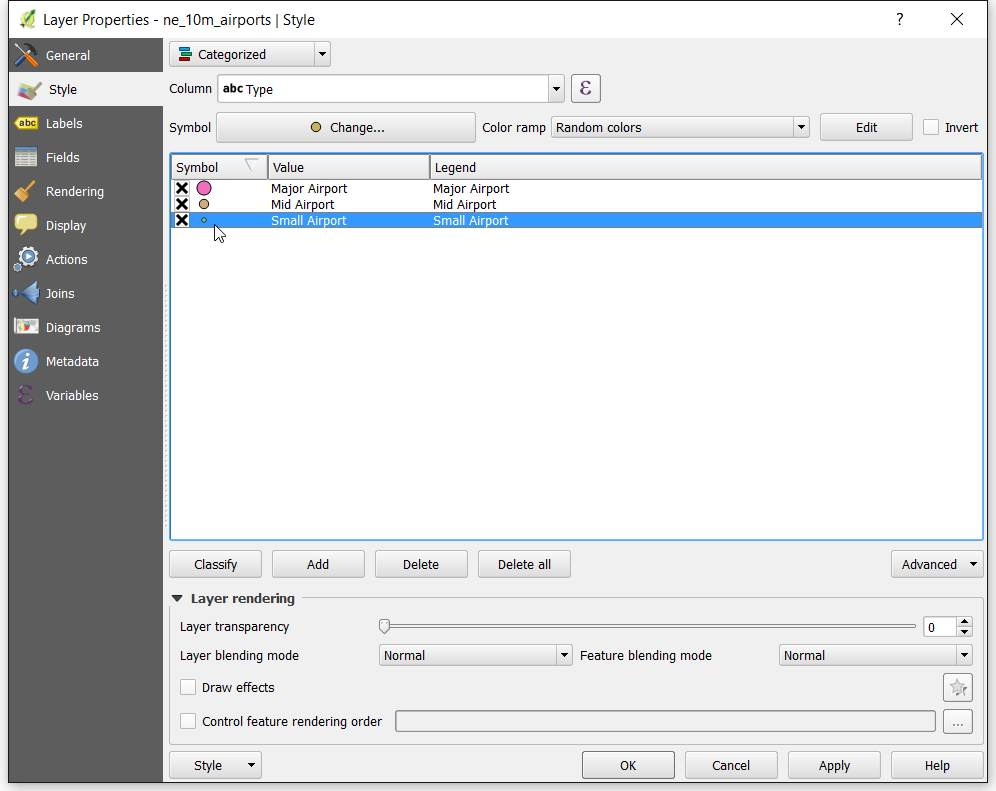 Layer Properties - ne_10m_airports | Style ?
General
Style
Labels
Fields
Rendering
Display
Actions
Joins
Diagrams
Metadata
Variables
Categorized
Column abc Type ε
Symbol Change... Color ramp Random colors Edit Invert
Symbol Value Legend
Major Airport Major Airport
Mid Airport Mid Airport
Small Airport Small Airport
Classify Add Delete Delete all Advanced
Layer rendering
Layer transparency 0
Layer blending mode Normal Feature blending mode Normal
Draw effects
Control feature rendering order ...
Style OK Cancel Apply Help